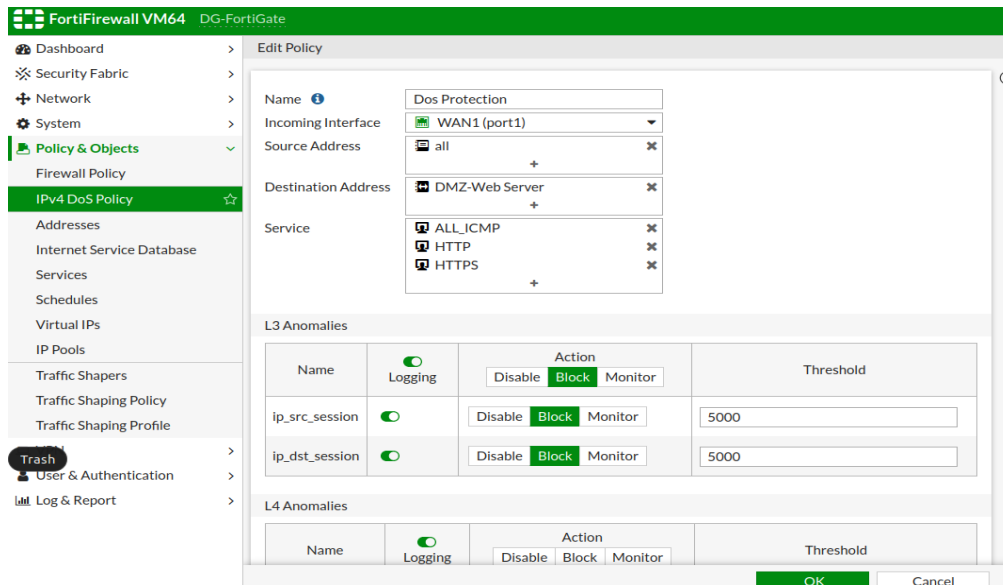 FortiFirewall VM64 DG-FortiGate
Dashboard
Security Fabric
Network
System
Policy & Objects
Firewall Policy
IPv4 DoS Policy
Addresses
Internet Service Database
Services
Schedules
Virtual IPs
IP Pools
Traffic Shapers
Traffic Shaping Policy
Traffic Shaping Profile
Trash
User & Authentication
Log & Report
Edit Policy
Name Dos Protection
Incoming Interface WAN1 (port1)
Source Address all
+
Destination Address DMZ-Web Server
+
Service ALL_ICMP
HTTP
HTTPS
+
L3 Anomalies
Name Logging Action Threshold
Disable Block Monitor
ip_src_session Disable Block Monitor 5000
ip_dst_session Disable Block Monitor 5000
L4 Anomalies
Name Logging Action Threshold
Disable Block Monitor
OK Cancel